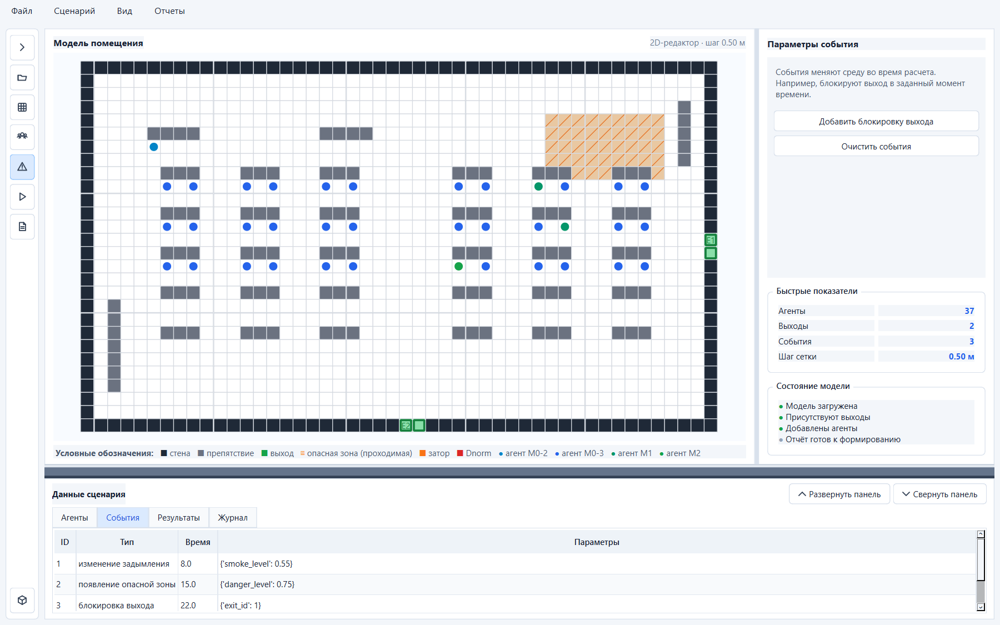 Файл Сценарий Вид Отчеты
Модель помещения
2D-редактор · шаг 0.50 м
E1
E2
Условные обозначения: стена препятствие выход опасная зона (проходимая) затор Dnorm агент M0-2 агент M0-3 агент M1 агент M2
Параметры события
События меняют среду во время расчета.
Например, блокируют выход в заданный момент
времени.
Добавить блокировку выхода
Очистить события
Быстрые показатели
Агенты 37
Выходы 2
События 3
Шаг сетки 0.50 м
Состояние модели
Модель загружена
Присутствуют выходы
Добавлены агенты
Отчёт готов к формированию
Данные сценария
Развернуть панель Свернуть панель
Агенты События Результаты Журнал
ID Тип Время Параметры
1 изменение задымления 8.0 {'smoke_level': 0.55}
2 появление опасной зоны 15.0 {'danger_level': 0.75}
3 блокировка выхода 22.0 {'exit_id': 1}